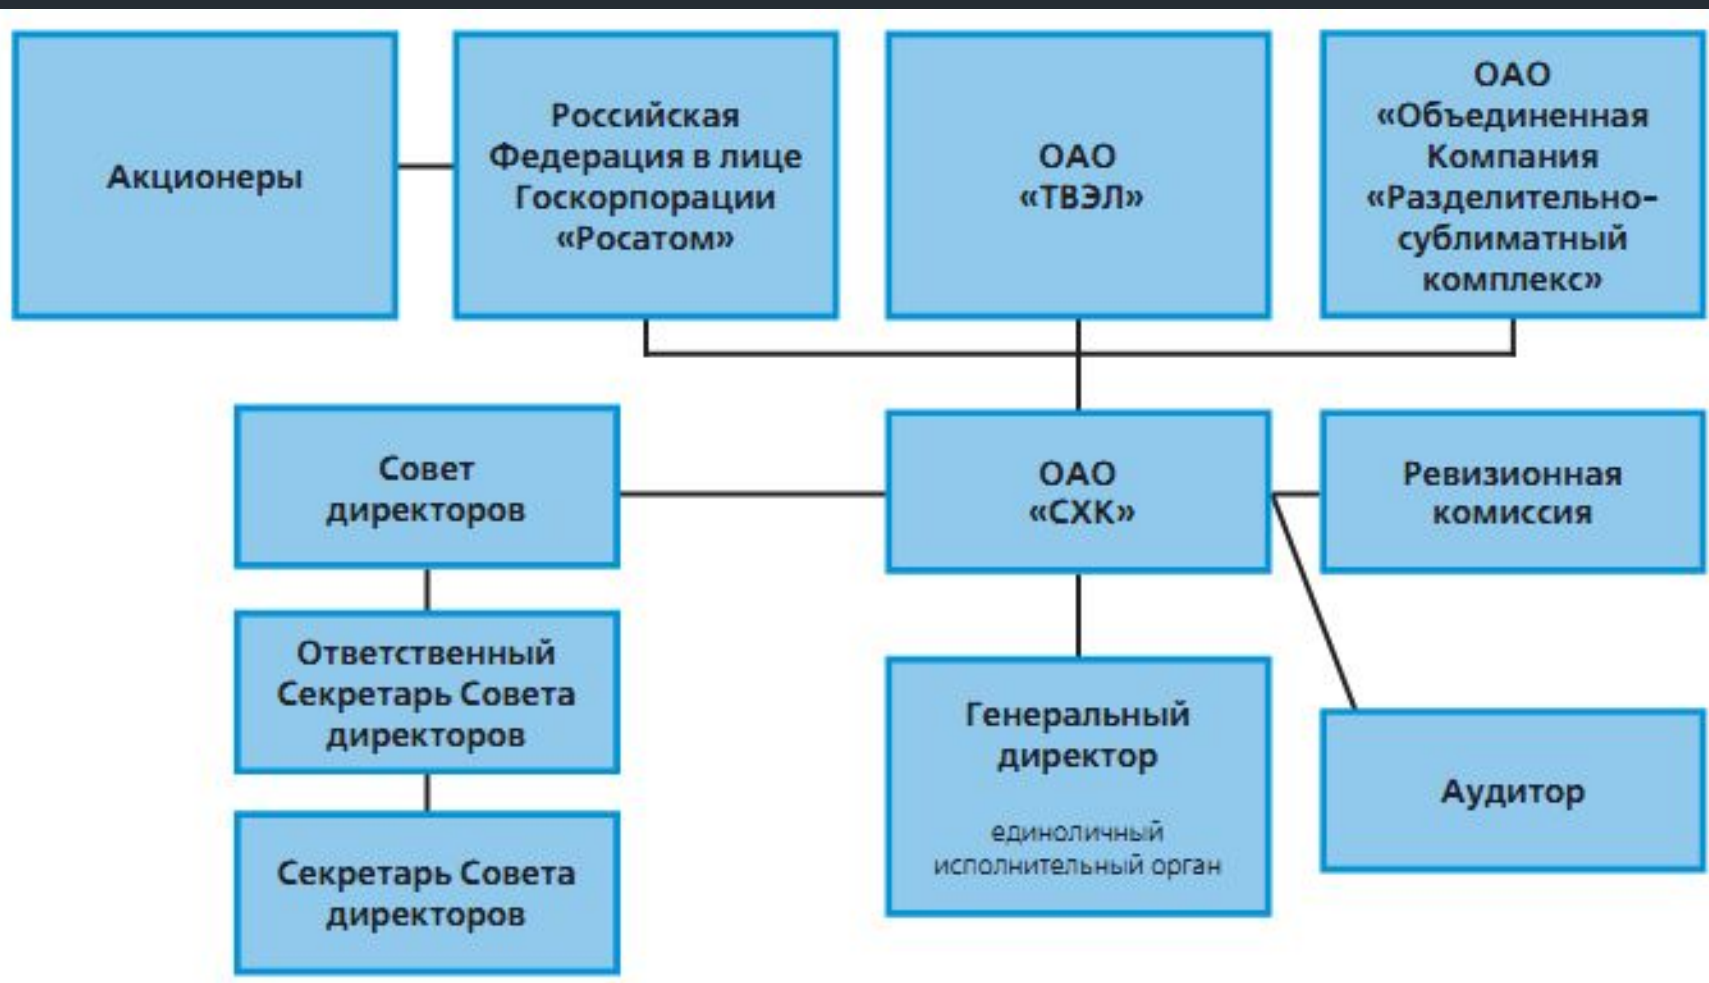 Акционеры
Российская
Федерация в лице
Госкорпорации
«Росатом»
ОАО
«ТВЭЛ»
ОАО
«Объединенная
Компания
«Разделительно-
сублиматный
комплекс»
Совет
директоров
ОАО
«СХК»
Ревизионная
комиссия
Ответственный
Секретарь Совета
директоров
Генеральный
директор
единоличный
исполнительный орган
Аудитор
Секретарь Совета
директоров